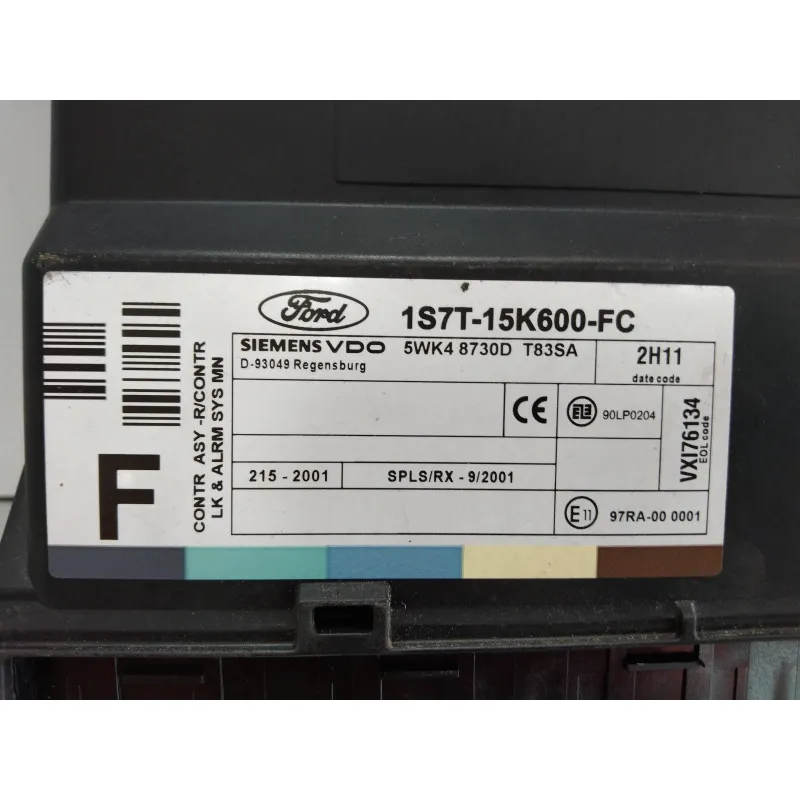 Ford
1S7T-15K600-FC
SIEMENS VDO 5WK4 8730D T83SA
D-93049 Regensburg
2H11
date code
CE
90LP0204
VXI76134
EOL code
215 - 2001
SPLS/RX - 9/2001
E11
97RA-00 0001
CONTR ASY -R/CONTR
LK & ALRM SYS MN
F